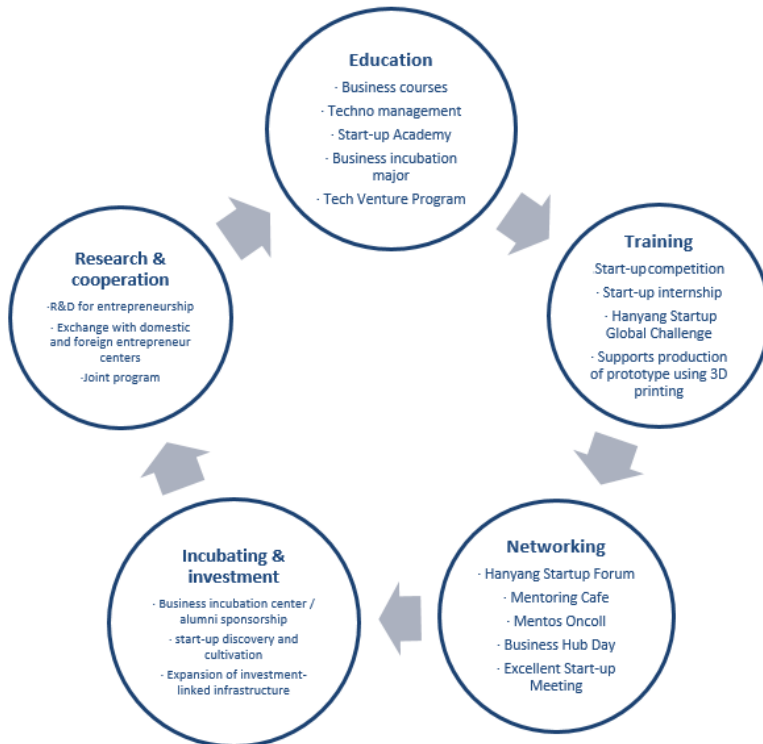 Education
· Business courses
· Techno management
· Start-up Academy
· Business incubation
major
· Tech Venture Program
Training
Start-up competition
· Start-up internship
· Hanyang Startup
Global Challenge
· Supports production
of prototype using 3D
printing
Networking
· Hanyang Startup Forum
· Mentoring Cafe
· Mentos Oncoll
· Business Hub Day
· Excellent Start-up
Meeting
Incubating &
investment
· Business incubation center /
alumni sponsorship
· start-up discovery and
cultivation
· Expansion of investment-
linked infrastructure
Research &
cooperation
·R&D for entrepreneurship
· Exchange with domestic
and foreign entrepreneur
centers
·Joint program